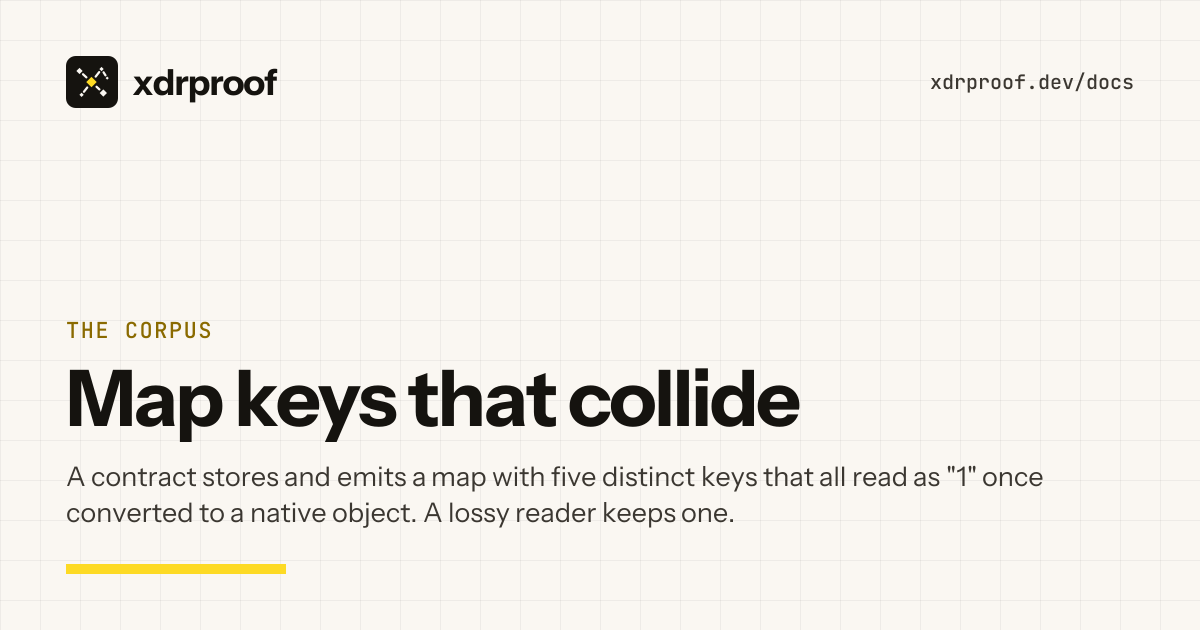 xdrproof
xdrproof.dev/docs
THE CORPUS
Map keys that collide
A contract stores and emits a map with five distinct keys that all read as "1" once
converted to a native object. A lossy reader keeps one.